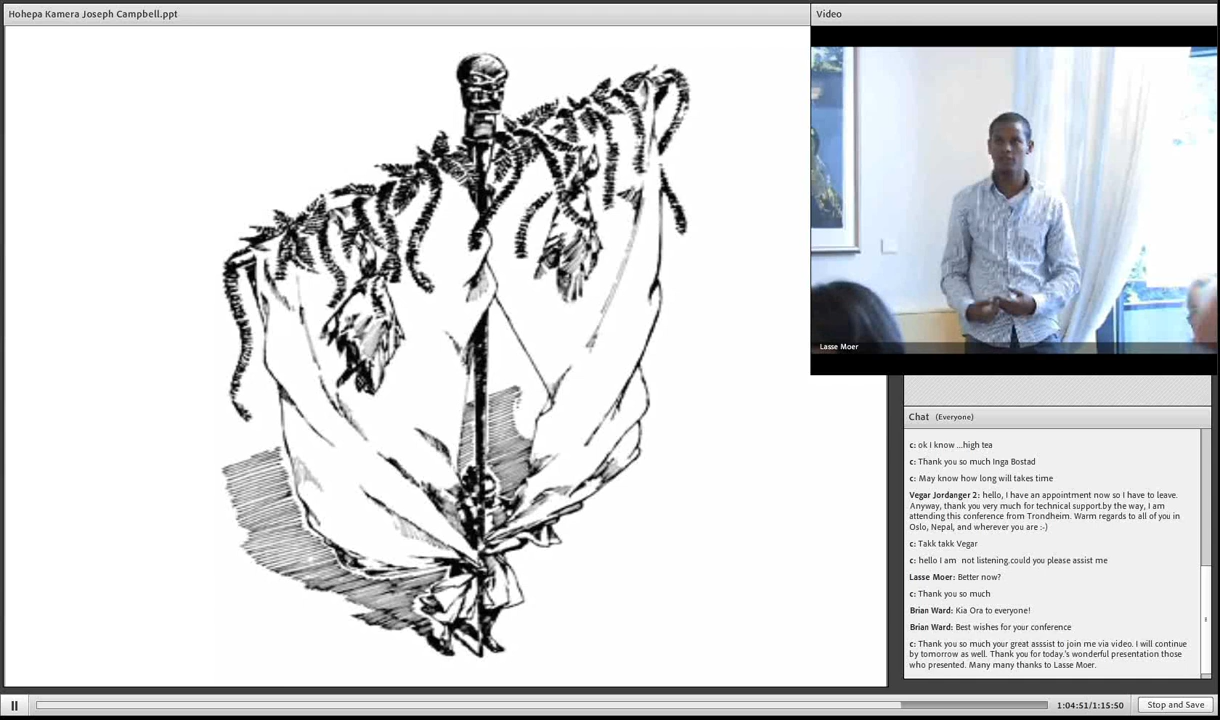 Hohepa Kamera Joseph Campbell.ppt
Video
Lasse Moer
Chat (Everyone)
c: ok I know ...high tea
c: Thank you so much Inga Bostad
c: May know how long will takes time
Vegar Jordanger 2: hello, I have an appointment now so I have to leave.
Anyway, thank you very much for technical support.by the way, I am
attending this conference from Trondheim. Warm regards to all of you in
Oslo, Nepal, and wherever you are :-)
c: Takk takk Vegar
c: hello I am  not listening.could you please assist me
Lasse Moer: Better now?
c: Thank you so much
Brian Ward: Kia Ora to everyone!
Brian Ward: Best wishes for your conference
c: Thank you so much your great asssist to join me via video. I will continue
by tomorrow as well. Thank you for today.'s wonderful presentation those
who presented. Many many thanks to Lasse Moer.
1:04:51/1:15:50
Stop and Save